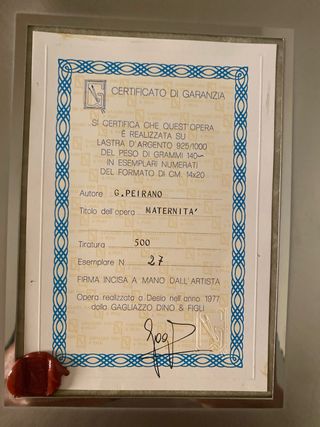 CERTIFICATO DI GARANZIA
SI CERTIFICA CHE QUEST'OPERA
È REALIZZATA SU
LASTRA D'ARGENTO 925/1000
DEL PESO DI GRAMMI 140
IN ESEMPLARI NUMERATI
DEL FORMATO DI CM. 14x20
Autore G.PEIRANO
Titolo dell'opera MATERNITA'
Tiratura 500
Esemplare N 27
FIRMA INCISA A MANO DALL'ARTISTA
Opera realizzata a Desio nell'anno 1977
dalla GAGLIAZZO DINO & FIGLI